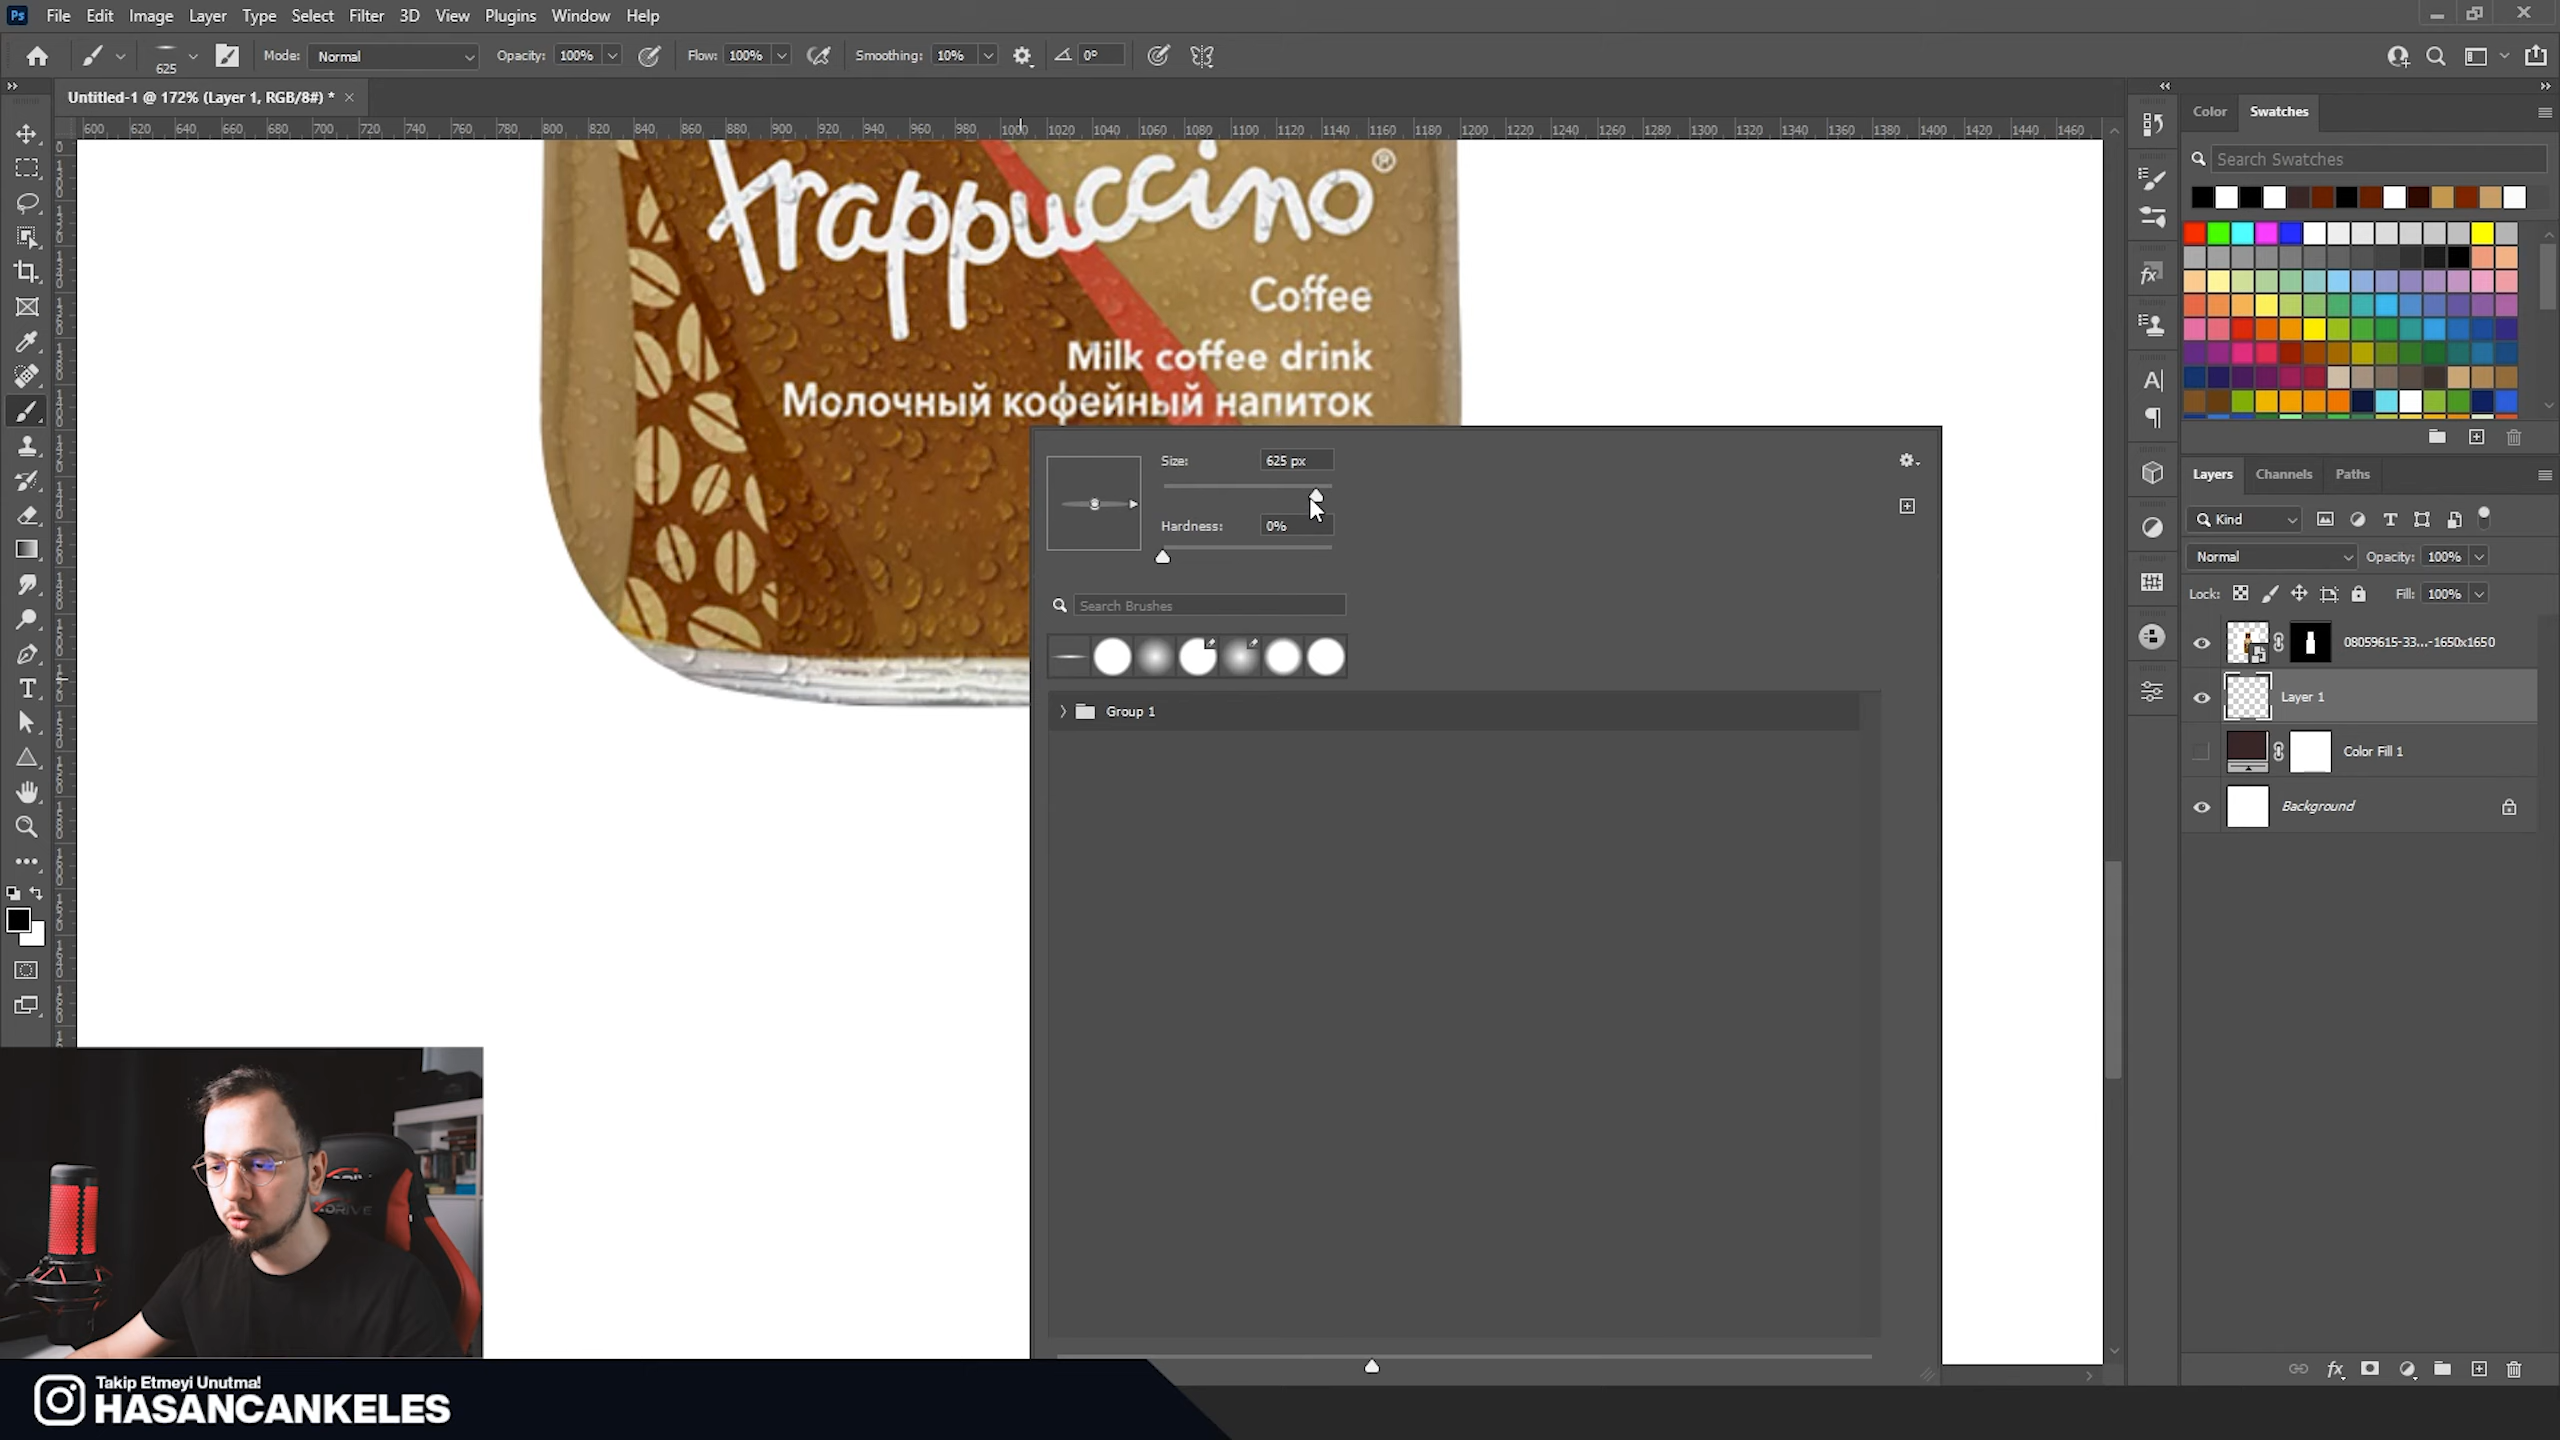 Ps File Edit Image Layer Type Select Filter 3D View Plugins Window Help
625 Mode: Normal Opacity: 100% Flow: 100% Smoothing: 10% 0°
Untitled-1 @ 172% (Layer 1, RGB/8#) * ×
600 620 640 660 680 700 720 740 760 780 800 820 840 860 880 900 920 940 960 980 1000 1020 1040 1060 1080 1100 1120 1140 1160 1180 1200 1220 1240 1260 1280 1300 1320 1340 1360 1380 1400 1420 1440 1460
frappuccino®
Coffee
Milk coffee drink
Молочный кофейный напиток
Size: 625 px
Hardness: 0%
Search Brushes
Group 1
Color Swatches
Search Swatches
Layers Channels Paths
Kind
Normal Opacity: 100%
Lock: Fill: 100%
08059615-33...-1650x1650
Layer 1
Color Fill 1
Background
DRIVE
Takip Etmeyi Unutma!
HASANCANKELES